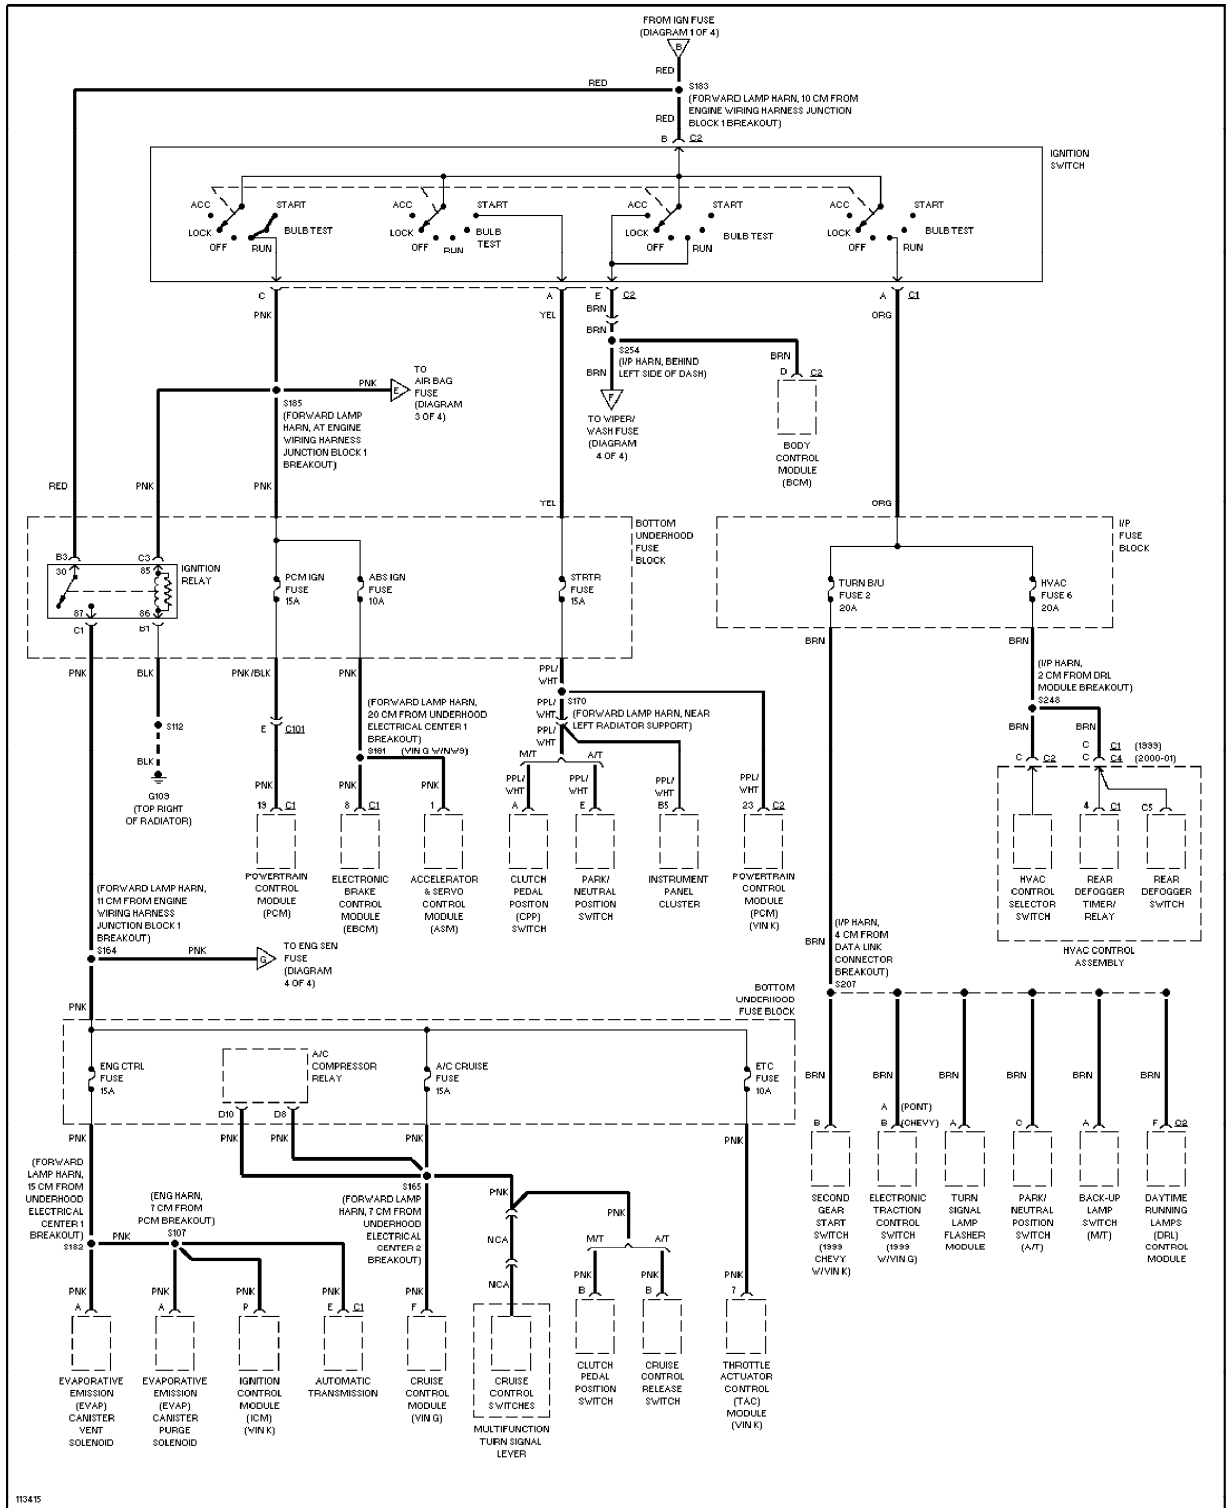 FROM IGN FUSE
(DIAGRAM 1 OF 4)
B
RED
RED
S183
(FORWARD LAMP HARN, 10 CM FROM
ENGINE WIRING HARNESS JUNCTION
BLOCK 1 BREAKOUT)
RED
B C2
IGNITION
SWITCH
ACC START
LOCK BULB TEST
OFF RUN
ACC START
LOCK BULB
TEST
OFF RUN
ACC START
LOCK BULB TEST
OFF RUN
ACC START
LOCK BULB TEST
OFF RUN
C A E C2 A C1
PNK YEL BRN ORG
BRN
S254
(I/P HARN, BEHIND
LEFT SIDE OF DASH)
BRN
BRN
D C2
F
TO WIPER/
WASH FUSE
(DIAGRAM
4 OF 4)
BODY
CONTROL
MODULE
(BCM)
PNK
E
TO
AIR BAG
FUSE
(DIAGRAM
3 OF 4)
S185
(FORWARD LAMP
HARN, AT ENGINE
WIRING HARNESS
JUNCTION BLOCK 1
BREAKOUT)
RED PNK PNK YEL ORG
BOTTOM
UNDERHOOD
FUSE
BLOCK
I/P
FUSE
BLOCK
B3 C3
30 85
IGNITION
RELAY
87 86
C1 B1
PCM IGN
FUSE
15A
ABS IGN
FUSE
10A
STRTR
FUSE
15A
TURN B/U
FUSE 2
20A
HVAC
FUSE 6
20A
PNK BLK PNK/BLK PNK PPL/
WHT
BRN BRN
(I/P HARN,
2 CM FROM DRL
MODULE BREAKOUT)
S248
BRN BRN
S112
BLK
G109
(TOP RIGHT
OF RADIATOR)
E C101
(FORWARD LAMP HARN,
20 CM FROM UNDERHOOD
ELECTRICAL CENTER 1
BREAKOUT)
S181 (VIN G W/NW9)
PPL/
WHT
S170
(FORWARD LAMP HARN, NEAR
LEFT RADIATOR SUPPORT)
PPL/
WHT
M/T A/T
C C2
C C1 (1999)
C C4 (2000-01)
PNK PNK PNK PPL/
WHT
PPL/
WHT
PPL/
WHT
PPL/
WHT
19 C1 8 C1 1 A E B5 23 C2 4 C1 C5
POWERTRAIN
CONTROL
MODULE
(PCM)
ELECTRONIC
BRAKE
CONTROL
MODULE
(EBCM)
ACCELERATOR
& SERVO
CONTROL
MODULE
(ASM)
CLUTCH
PEDAL
POSITON
(CPP)
SWITCH
PARK/
NEUTRAL
POSITION
SWITCH
INSTRUMENT
PANEL
CLUSTER
POWERTRAIN
CONTROL
MODULE
(PCM)
(VIN K)
HVAC
CONTROL
SELECTOR
SWITCH
REAR
DEFOGGER
TIMER/
RELAY
REAR
DEFOGGER
SWITCH
HVAC CONTROL
ASSEMBLY
(FORWARD LAMP HARN,
11 CM FROM ENGINE
WIRING HARNESS
JUNCTION BLOCK 1
BREAKOUT)
S164
PNK
G
TO ENG SEN
FUSE
(DIAGRAM
4 OF 4)
BRN
(I/P HARN,
4 CM FROM
DATA LINK
CONNECTOR
BREAKOUT)
S207
PNK
BOTTOM
UNDERHOOD
FUSE BLOCK
ENG CTRL
FUSE
15A
A/C
COMPRESSOR
RELAY
D10 D8
A/C CRUISE
FUSE
15A
ETC
FUSE
10A
BRN BRN BRN BRN BRN BRN
A (PONT)
B B (CHEVY) A C A F C2
SECOND
GEAR
START
SWITCH
(1999
CHEVY
W/VIN K)
ELECTRONIC
TRACTION
CONTROL
SWITCH
(1999
W/VIN G)
TURN
SIGNAL
LAMP
FLASHER
MODULE
PARK/
NEUTRAL
POSITION
SWITCH
(A/T)
BACK-UP
LAMP
SWITCH
(M/T)
DAYTIME
RUNNING
LAMPS
(DRL)
CONTROL
MODULE
PNK PNK PNK PNK PNK
(FORWARD
LAMP HARN,
15 CM FROM
UNDERHOOD
ELECTRICAL
CENTER 1
BREAKOUT)
S182
PNK
(ENG HARN,
7 CM FROM
PCM BREAKOUT)
S107
S165
(FORWARD LAMP
HARN, 7 CM FROM
UNDERHOOD
ELECTRICAL
CENTER 2
BREAKOUT)
PNK
PNK
NCA
M/T A/T
NCA
PNK PNK PNK PNK PNK PNK PNK PNK
A A P E C1 F B B 7
EVAPORATIVE
EMISSION
(EVAP)
CANISTER
VENT
SOLENOID
EVAPORATIVE
EMISSION
(EVAP)
CANISTER
PURGE
SOLENOID
IGNITION
CONTROL
MODULE
(ICM)
(VIN K)
AUTOMATIC
TRANSMISSION
CRUISE
CONTROL
MODULE
(VIN G)
CRUISE
CONTROL
SWITCHES
MULTIFUNCTION
TURN SIGNAL
LEVER
CLUTCH
PEDAL
POSITION
SWITCH
CRUISE
CONTROL
RELEASE
SWITCH
THROTTLE
ACTUATOR
CONTROL
(TAC)
MODULE
(VIN K)
113415